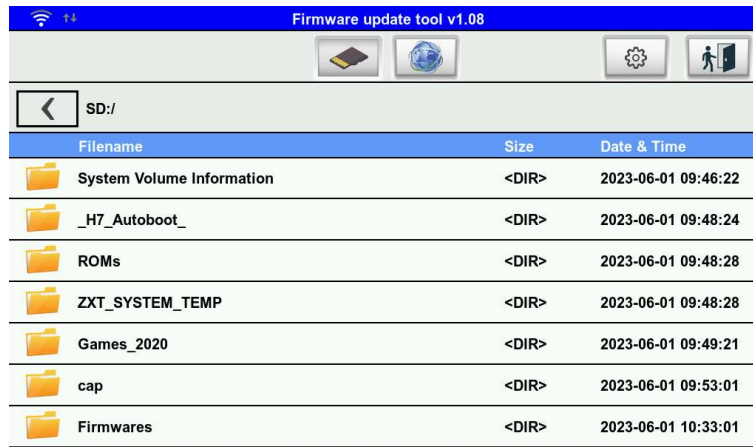 Firmware update tool v1.08
SD:/
Filename Size Date & Time
System Volume Information <DIR> 2023-06-01 09:46:22
_H7_Autoboot_ <DIR> 2023-06-01 09:48:24
ROMs <DIR> 2023-06-01 09:48:28
ZXT_SYSTEM_TEMP <DIR> 2023-06-01 09:48:28
Games_2020 <DIR> 2023-06-01 09:49:21
cap <DIR> 2023-06-01 09:53:01
Firmwares <DIR> 2023-06-01 10:33:01